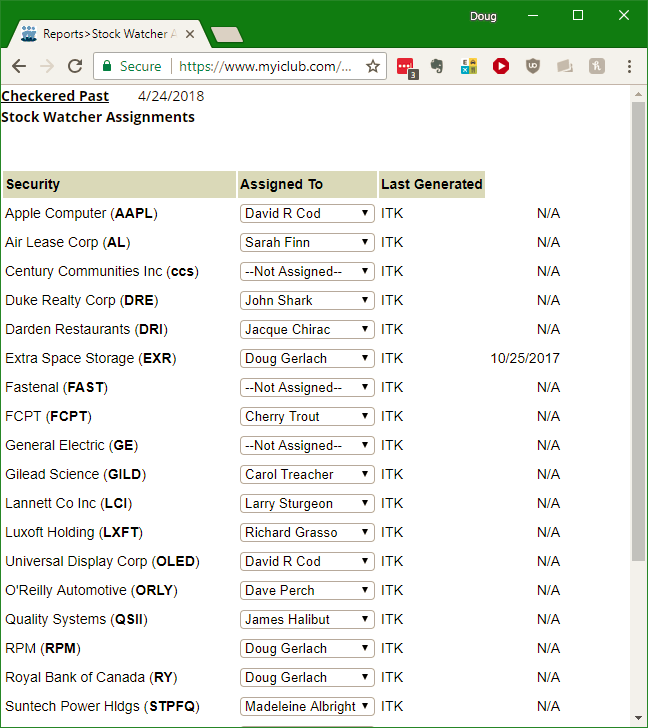 Doug
Reports>Stock Watcher A
Secure https://www.myiclub.com/...
3
Checkered Past 4/24/2018
Stock Watcher Assignments
Security Assigned To Last Generated
Apple Computer (AAPL) David R Cod ITK N/A
Air Lease Corp (AL) Sarah Finn ITK N/A
Century Communities Inc (ccs) --Not Assigned-- ITK N/A
Duke Realty Corp (DRE) John Shark ITK N/A
Darden Restaurants (DRI) Jacque Chirac ITK N/A
Extra Space Storage (EXR) Doug Gerlach ITK 10/25/2017
Fastenal (FAST) --Not Assigned-- ITK N/A
FCPT (FCPT) Cherry Trout ITK N/A
General Electric (GE) --Not Assigned-- ITK N/A
Gilead Science (GILD) Carol Treacher ITK N/A
Lannett Co Inc (LCI) Larry Sturgeon ITK N/A
Luxoft Holding (LXFT) Richard Grasso ITK N/A
Universal Display Corp (OLED) David R Cod ITK N/A
O'Reilly Automotive (ORLY) Dave Perch ITK N/A
Quality Systems (QSII) James Halibut ITK N/A
RPM (RPM) Doug Gerlach ITK N/A
Royal Bank of Canada (RY) Doug Gerlach ITK N/A
Suntech Power Hldgs (STPFQ) Madeleine Albright ITK N/A